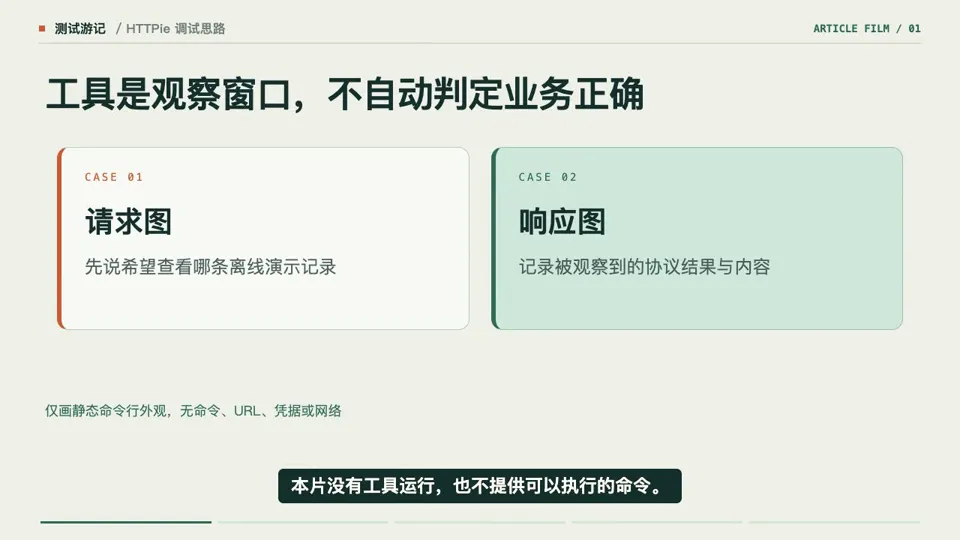 测试游记 / HTTPie 调试思路
ARTICLE FILM / 01
工具是观察窗口，不自动判定业务正确
CASE 01
请求图
先说希望查看哪条离线演示记录
CASE 02
响应图
记录被观察到的协议结果与内容
仅画静态命令行外观，无命令、URL、凭据或网络
本片没有工具运行，也不提供可以执行的命令。